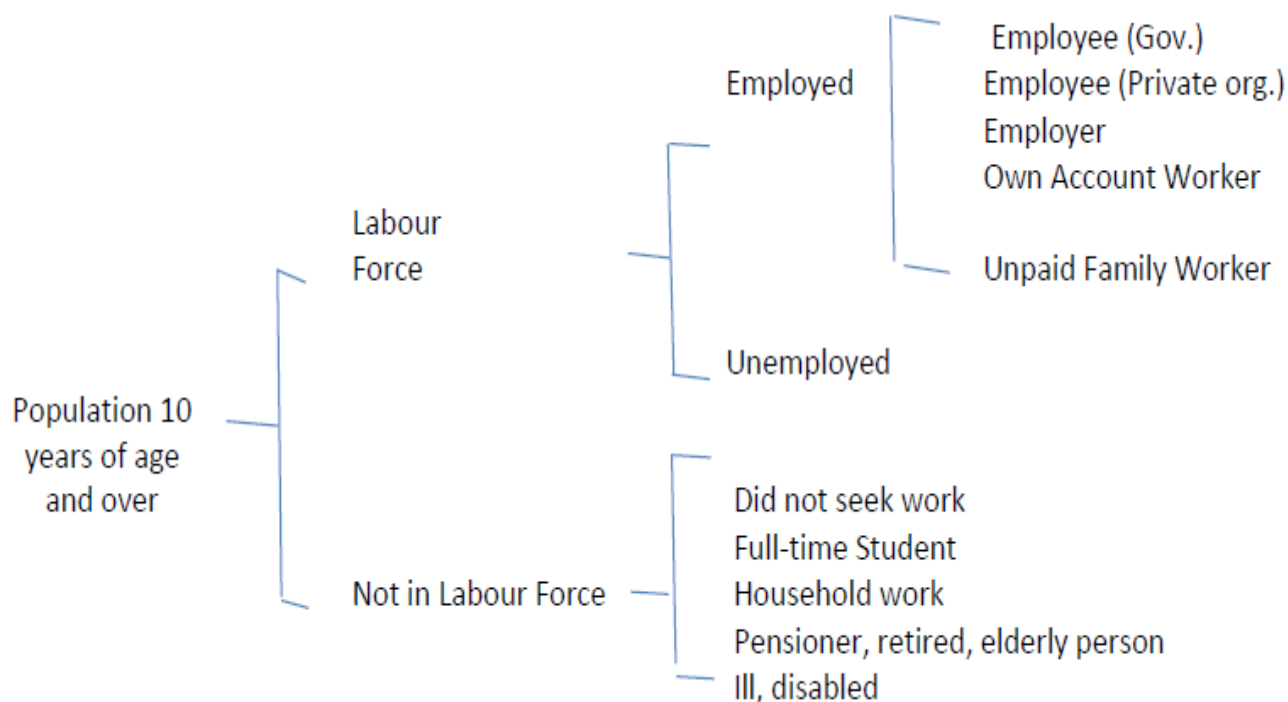 Population 10
years of age
and over
Labour
Force
Not in Labour Force
Employed
Unemployed
Employee (Gov.)
Employee (Private org.)
Employer
Own Account Worker
Unpaid Family Worker
Did not seek work
Full-time Student
Household work
Pensioner, retired, elderly person
Ill, disabled